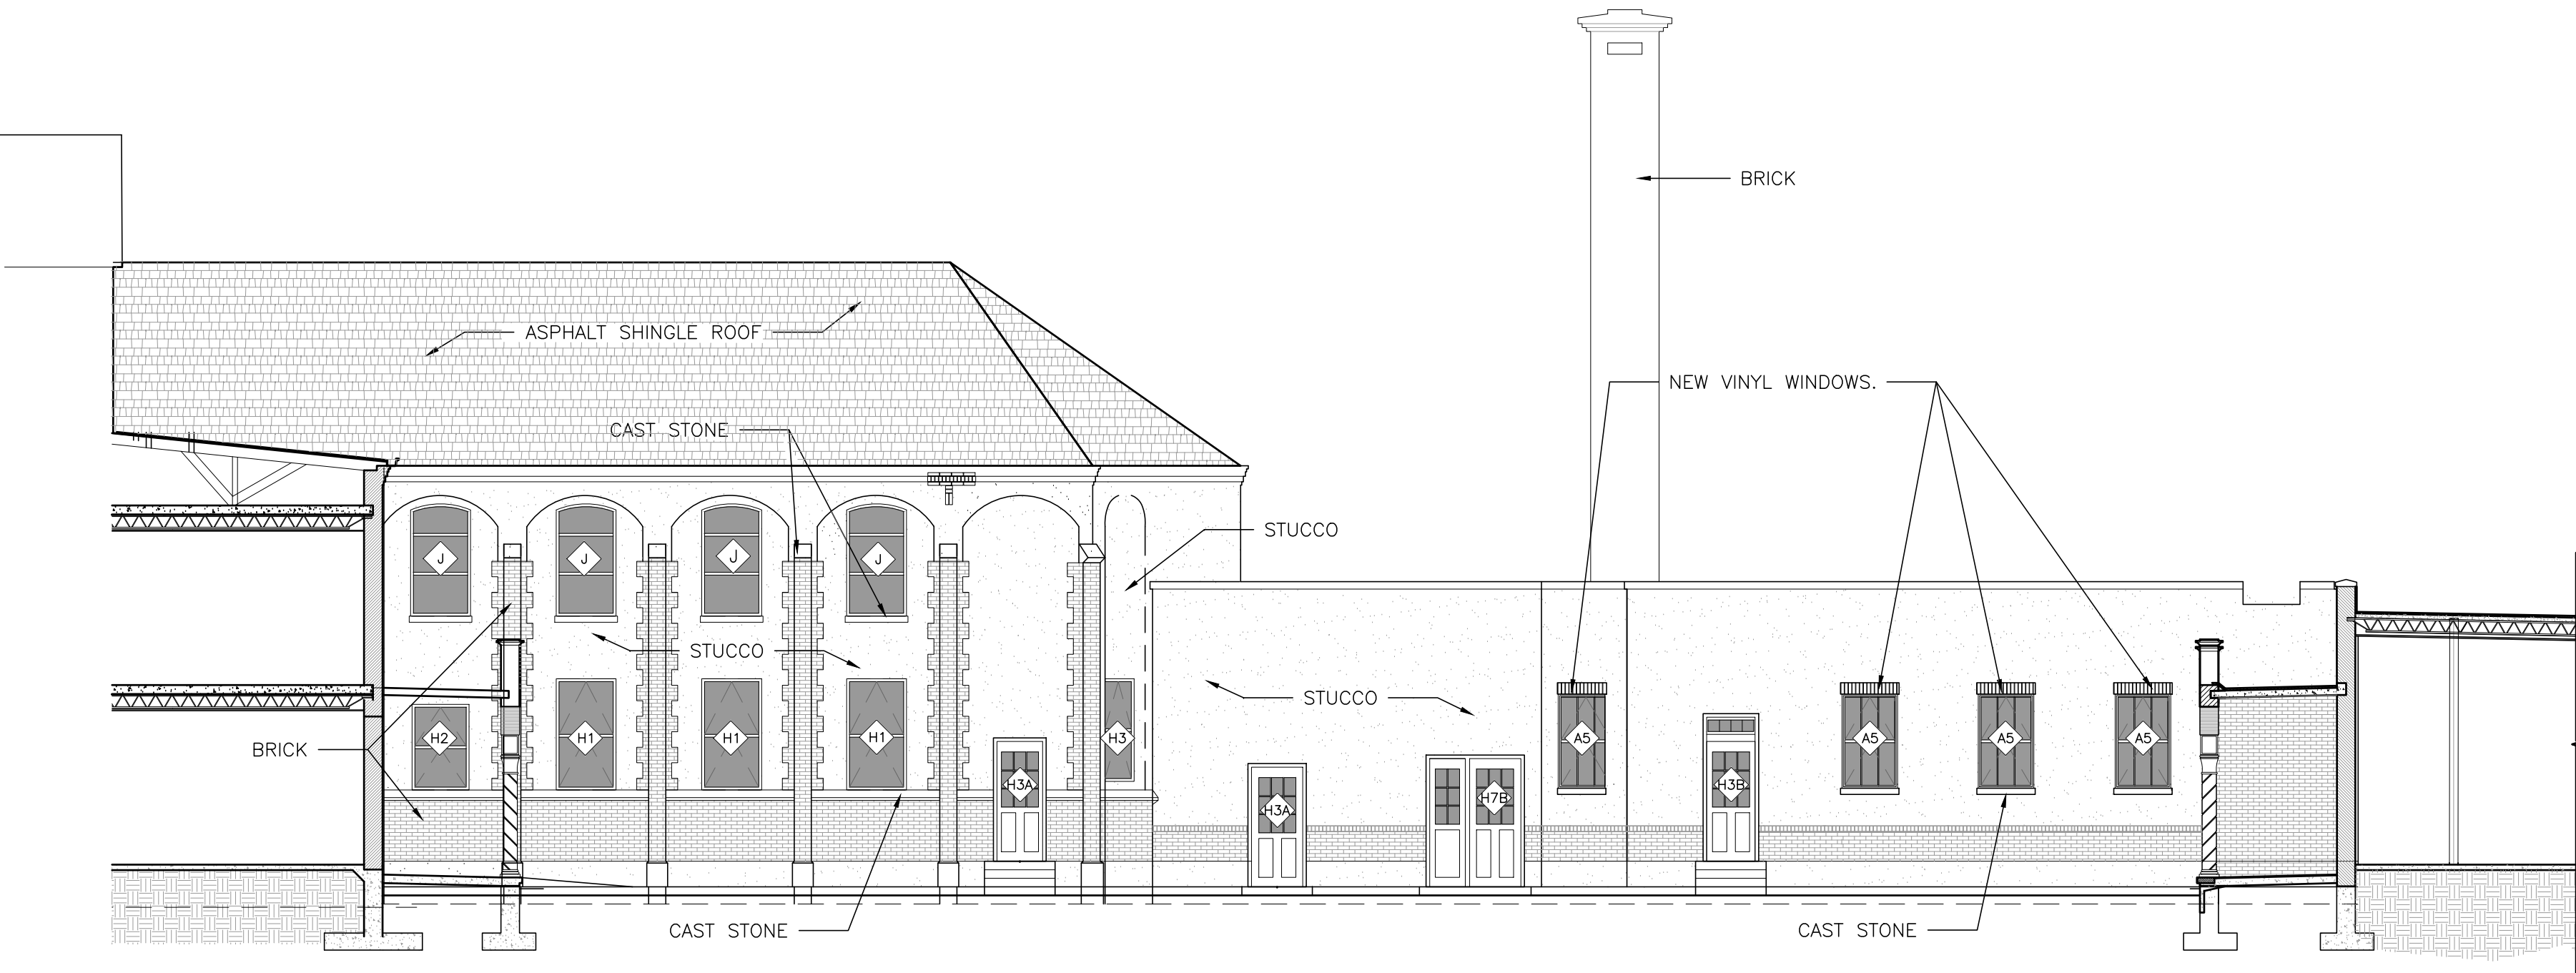 BRICK
ASPHALT SHINGLE ROOF
NEW VINYL WINDOWS.
CAST STONE
STUCCO
J
J
J
J
STUCCO
STUCCO
BRICK
H2
H1
H1
H1
H3
A5
A5
A5
A5
H3A
H3A
H7B
H3B
CAST STONE
CAST STONE